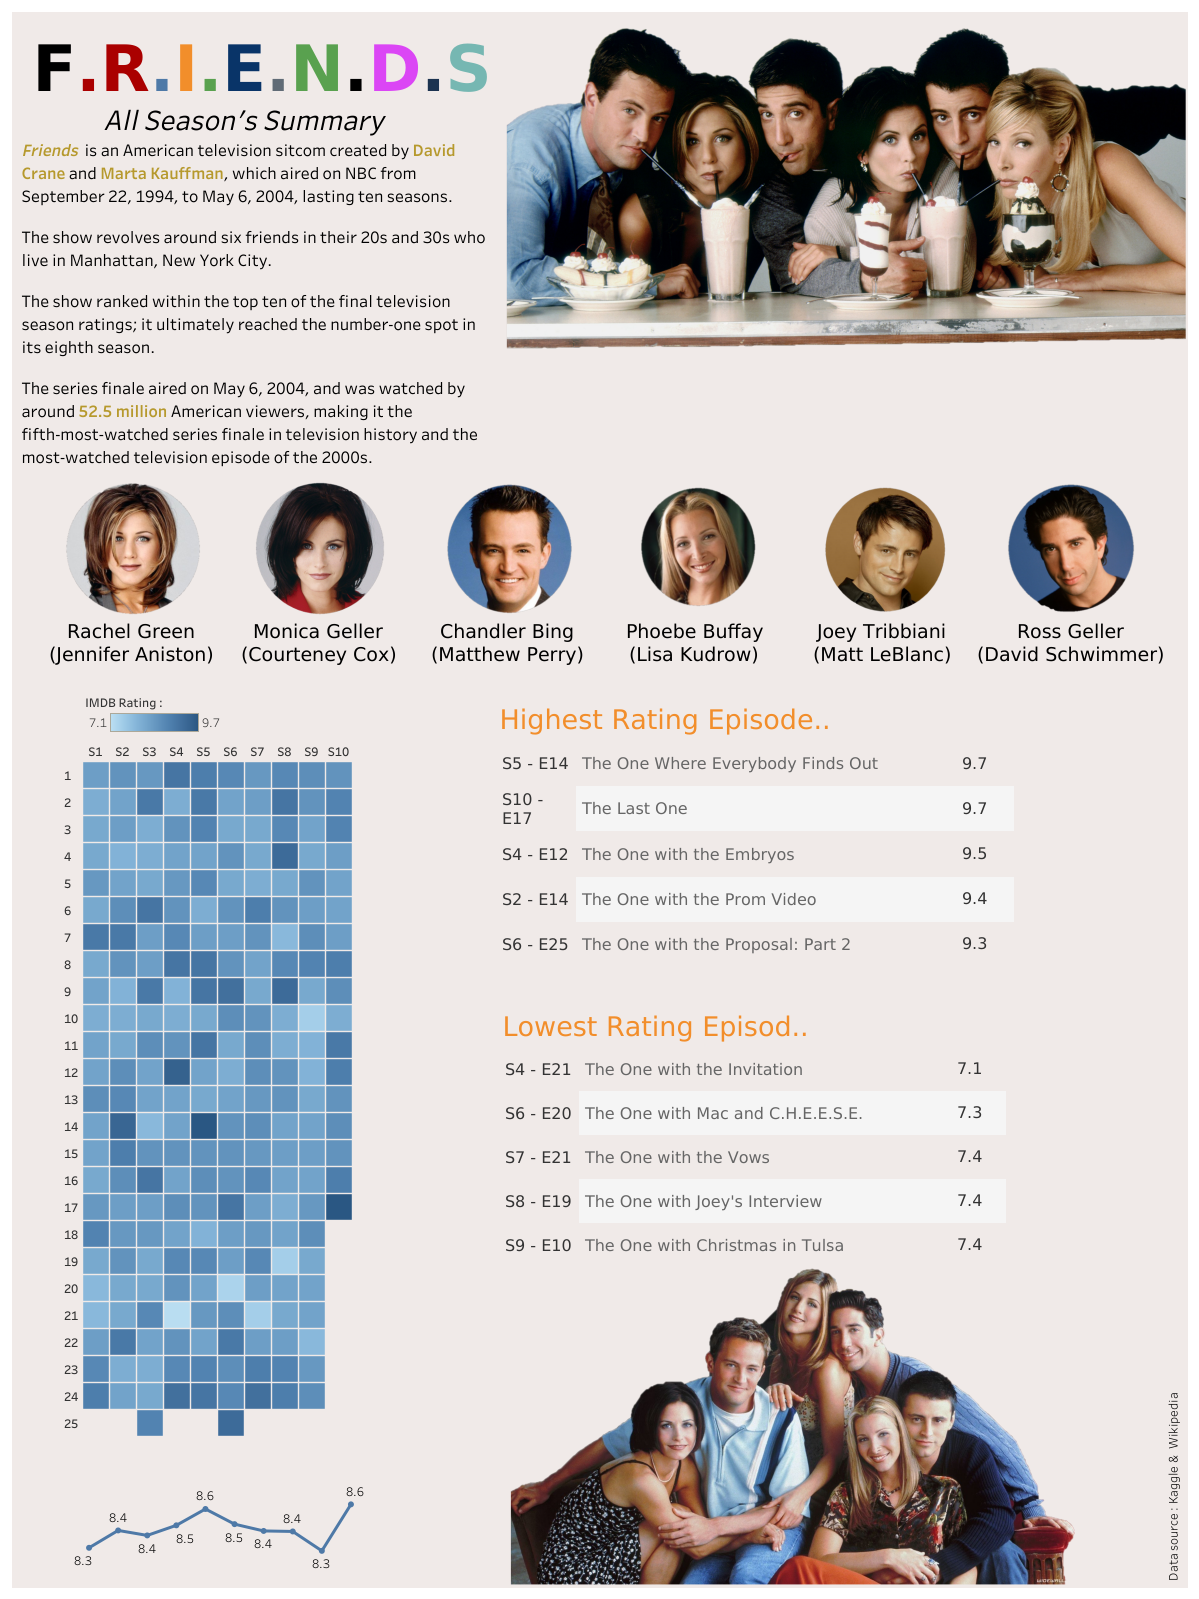 F.R.I.E.N.D.S
All Season's Summary
Friends is an American television sitcom created by David
Crane and Marta Kauffman, which aired on NBC from
September 22, 1994, to May 6, 2004, lasting ten seasons.
The show revolves around six friends in their 20s and 30s who
live in Manhattan, New York City.
The show ranked within the top ten of the final television
season ratings; it ultimately reached the number-one spot in
its eighth season.
The series finale aired on May 6, 2004, and was watched by
around 52.5 million American viewers, making it the
fifth-most-watched series finale in television history and the
most-watched television episode of the 2000s.
Rachel Green
(Jennifer Aniston)
Monica Geller
(Courteney Cox)
Chandler Bing
(Matthew Perry)
Phoebe Buffay
(Lisa Kudrow)
Joey Tribbiani
(Matt LeBlanc)
Ross Geller
(David Schwimmer)
IMDB Rating :
7.1 9.7
S1 S2 S3 S4 S5 S6 S7 S8 S9 S10
1
2
3
4
5
6
7
8
9
10
11
12
13
14
15
16
17
18
19
20
21
22
23
24
25
8.3
8.4
8.4
8.5
8.6
8.5
8.4
8.4
8.3
8.6
Highest Rating Episode..
S5 - E14 The One Where Everybody Finds Out 9.7
S10 -
E17 The Last One 9.7
S4 - E12 The One with the Embryos 9.5
S2 - E14 The One with the Prom Video 9.4
S6 - E25 The One with the Proposal: Part 2 9.3
Lowest Rating Episod..
S4 - E21 The One with the Invitation 7.1
S6 - E20 The One with Mac and C.H.E.E.S.E. 7.3
S7 - E21 The One with the Vows 7.4
S8 - E19 The One with Joey's Interview 7.4
S9 - E10 The One with Christmas in Tulsa 7.4
Data source : Kaggle & Wikipedia